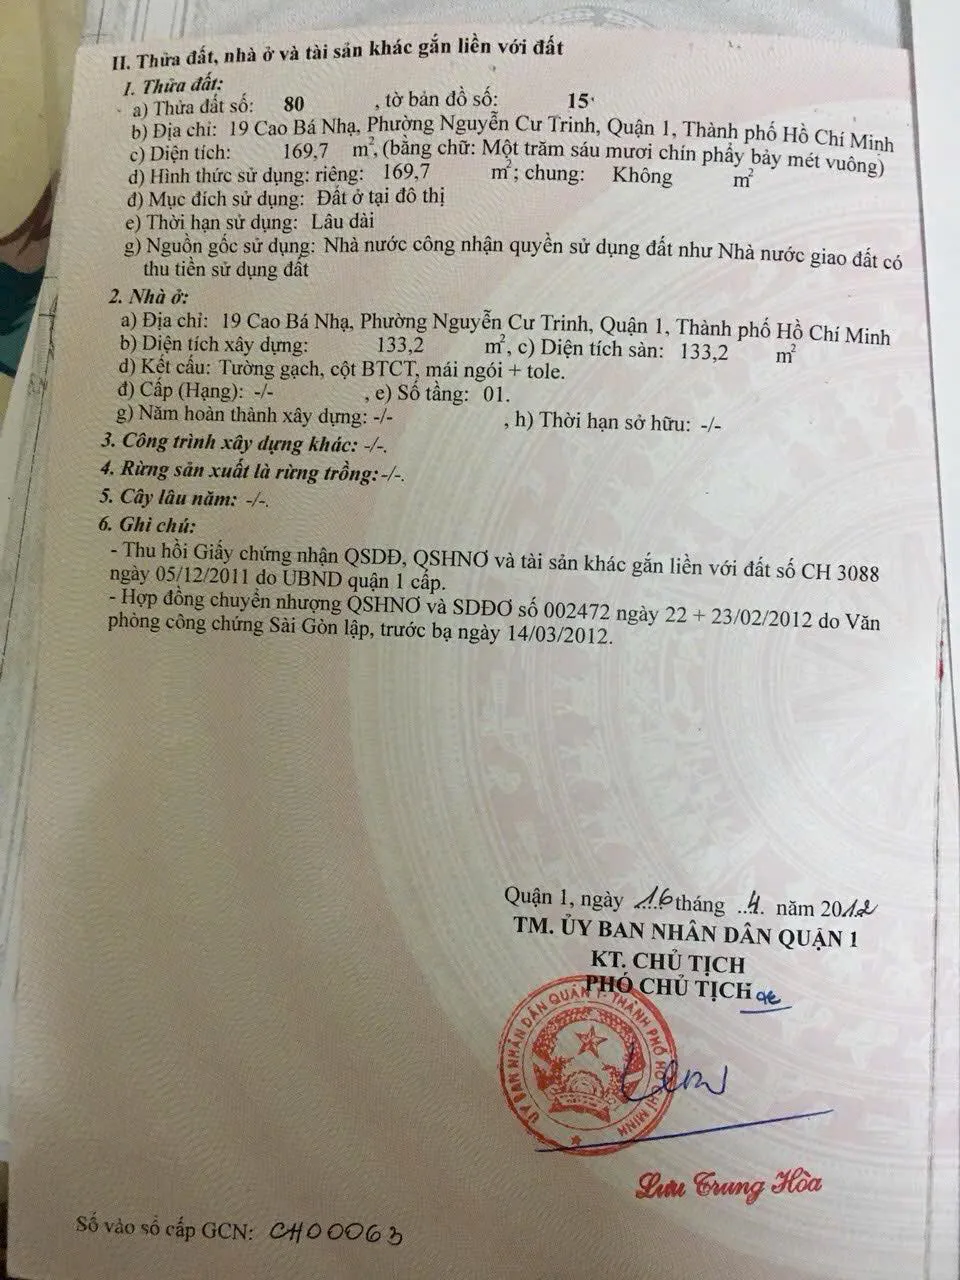 II. Thửa đất, nhà ở và tài sản khác gắn liền với đất
1. Thửa đất:
a) Thửa đất số: 80 , tờ bản đồ số: 15
b) Địa chỉ: 19 Cao Bá Nhạ, Phường Nguyễn Cư Trinh, Quận 1, Thành phố Hồ Chí Minh
c) Diện tích: 169,7 m², (bằng chữ: Một trăm sáu mươi chín phẩy bảy mét vuông)
d) Hình thức sử dụng: riêng: 169,7 m²; chung: Không m²
đ) Mục đích sử dụng: Đất ở tại đô thị
e) Thời hạn sử dụng: Lâu dài
g) Nguồn gốc sử dụng: Nhà nước công nhận quyền sử dụng đất như Nhà nước giao đất có
thu tiền sử dụng đất
2. Nhà ở:
a) Địa chỉ: 19 Cao Bá Nhạ, Phường Nguyễn Cư Trinh, Quận 1, Thành phố Hồ Chí Minh
b) Diện tích xây dựng: 133,2 m², c) Diện tích sàn: 133,2 m²
d) Kết cấu: Tường gạch, cột BTCT, mái ngói + tole.
đ) Cấp (Hạng): -/- , e) Số tầng: 01.
g) Năm hoàn thành xây dựng: -/- , h) Thời hạn sở hữu: -/-
3. Công trình xây dựng khác: -/-.
4. Rừng sản xuất là rừng trồng: -/-.
5. Cây lâu năm: -/-.
6. Ghi chú:
- Thu hồi Giấy chứng nhận QSDĐ, QSHNƠ và tài sản khác gắn liền với đất số CH 3088
ngày 05/12/2011 do UBND quận 1 cấp.
- Hợp đồng chuyển nhượng QSHNƠ và SDĐƠ số 002472 ngày 22 + 23/02/2012 do Văn
phòng công chứng Sài Gòn lập, trước bạ ngày 14/03/2012.
Quận 1, ngày 16 tháng 4 năm 2012
TM. ỦY BAN NHÂN DÂN QUẬN 1
KT. CHỦ TỊCH
PHÓ CHỦ TỊCH
ỦY BAN NHÂN DÂN QUẬN 1 - THÀNH PHỐ HỒ CHÍ MINH
Lưu Trung Hòa
Số vào sổ cấp GCN: CH00063